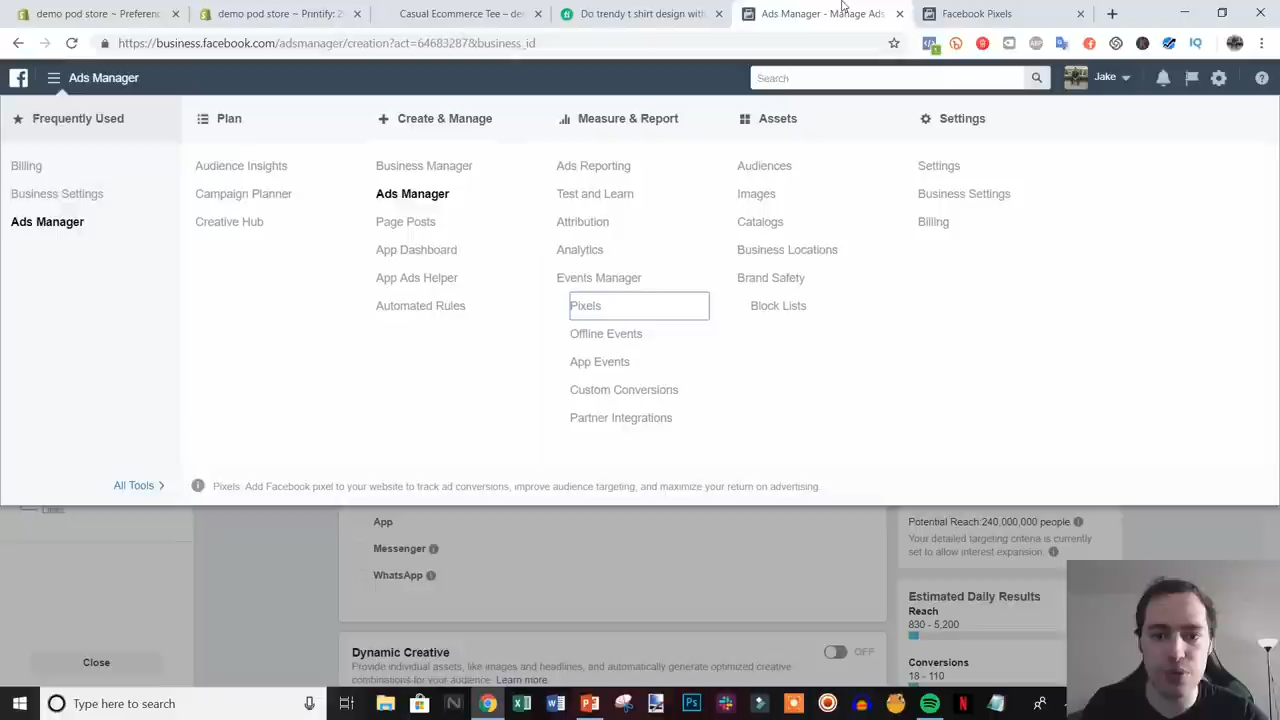 demo pod store ~ Preferenc
demo pod store ~ Printify: 2
Casual Ecommerce Tee – de
Do trendy t shirt design with
Ads Manager - Manage Ads
Facebook Pixels
https://business.facebook.com/adsmanager/creation?act=64683287&business_id
Ads Manager
Search
Jake
Frequently Used
Plan
Create & Manage
Measure & Report
Assets
Settings
Billing
Audience Insights
Business Manager
Ads Reporting
Audiences
Settings
Business Settings
Campaign Planner
Ads Manager
Test and Learn
Images
Business Settings
Ads Manager
Creative Hub
Page Posts
Attribution
Catalogs
Billing
App Dashboard
Analytics
Business Locations
App Ads Helper
Events Manager
Brand Safety
Automated Rules
Pixels
Block Lists
Offline Events
App Events
Custom Conversions
Partner Integrations
All Tools
Pixels Add Facebook pixel to your website to track ad conversions, improve audience targeting, and maximize your return on advertising.
App
Messenger
WhatsApp
Potential Reach:240,000,000 people
Your detailed targeting criteria is currently
set to allow interest expansion.
Estimated Daily Results
Reach
830 - 5,200
Conversions
18 - 110
Dynamic Creative
OFF
Provide individual assets, like images and headlines, and automatically generate optimized creative
combinations for your audience. Learn more.
Close
Type here to search